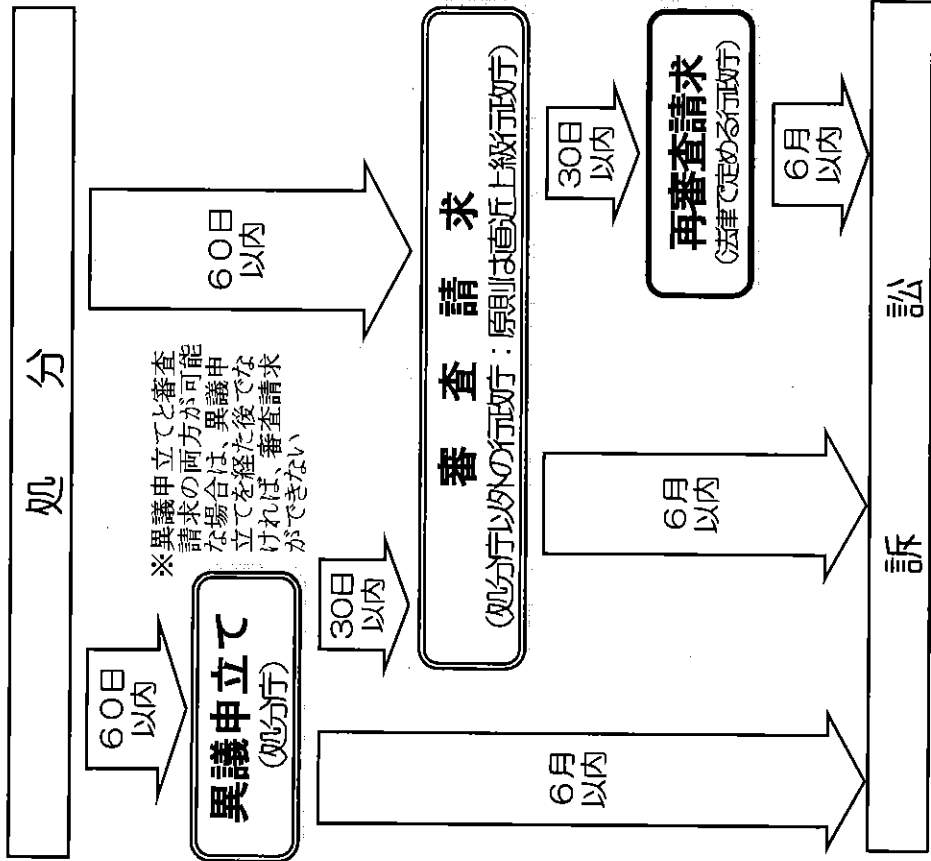 処分
60日
以内
異議申立て
(処分庁)
※異議申立てと審査
請求の両方が可能
な場合は、異議申
立てを経た後でな
ければ、審査請求
ができない
60日
以内
30日
以内
審査請求
(処分庁以外の行政庁：原則は直近上級行政庁)
6月
以内
6月
以内
30日
以内
再審査請求
(法律で定める行政庁)
6月
以内
訴訟